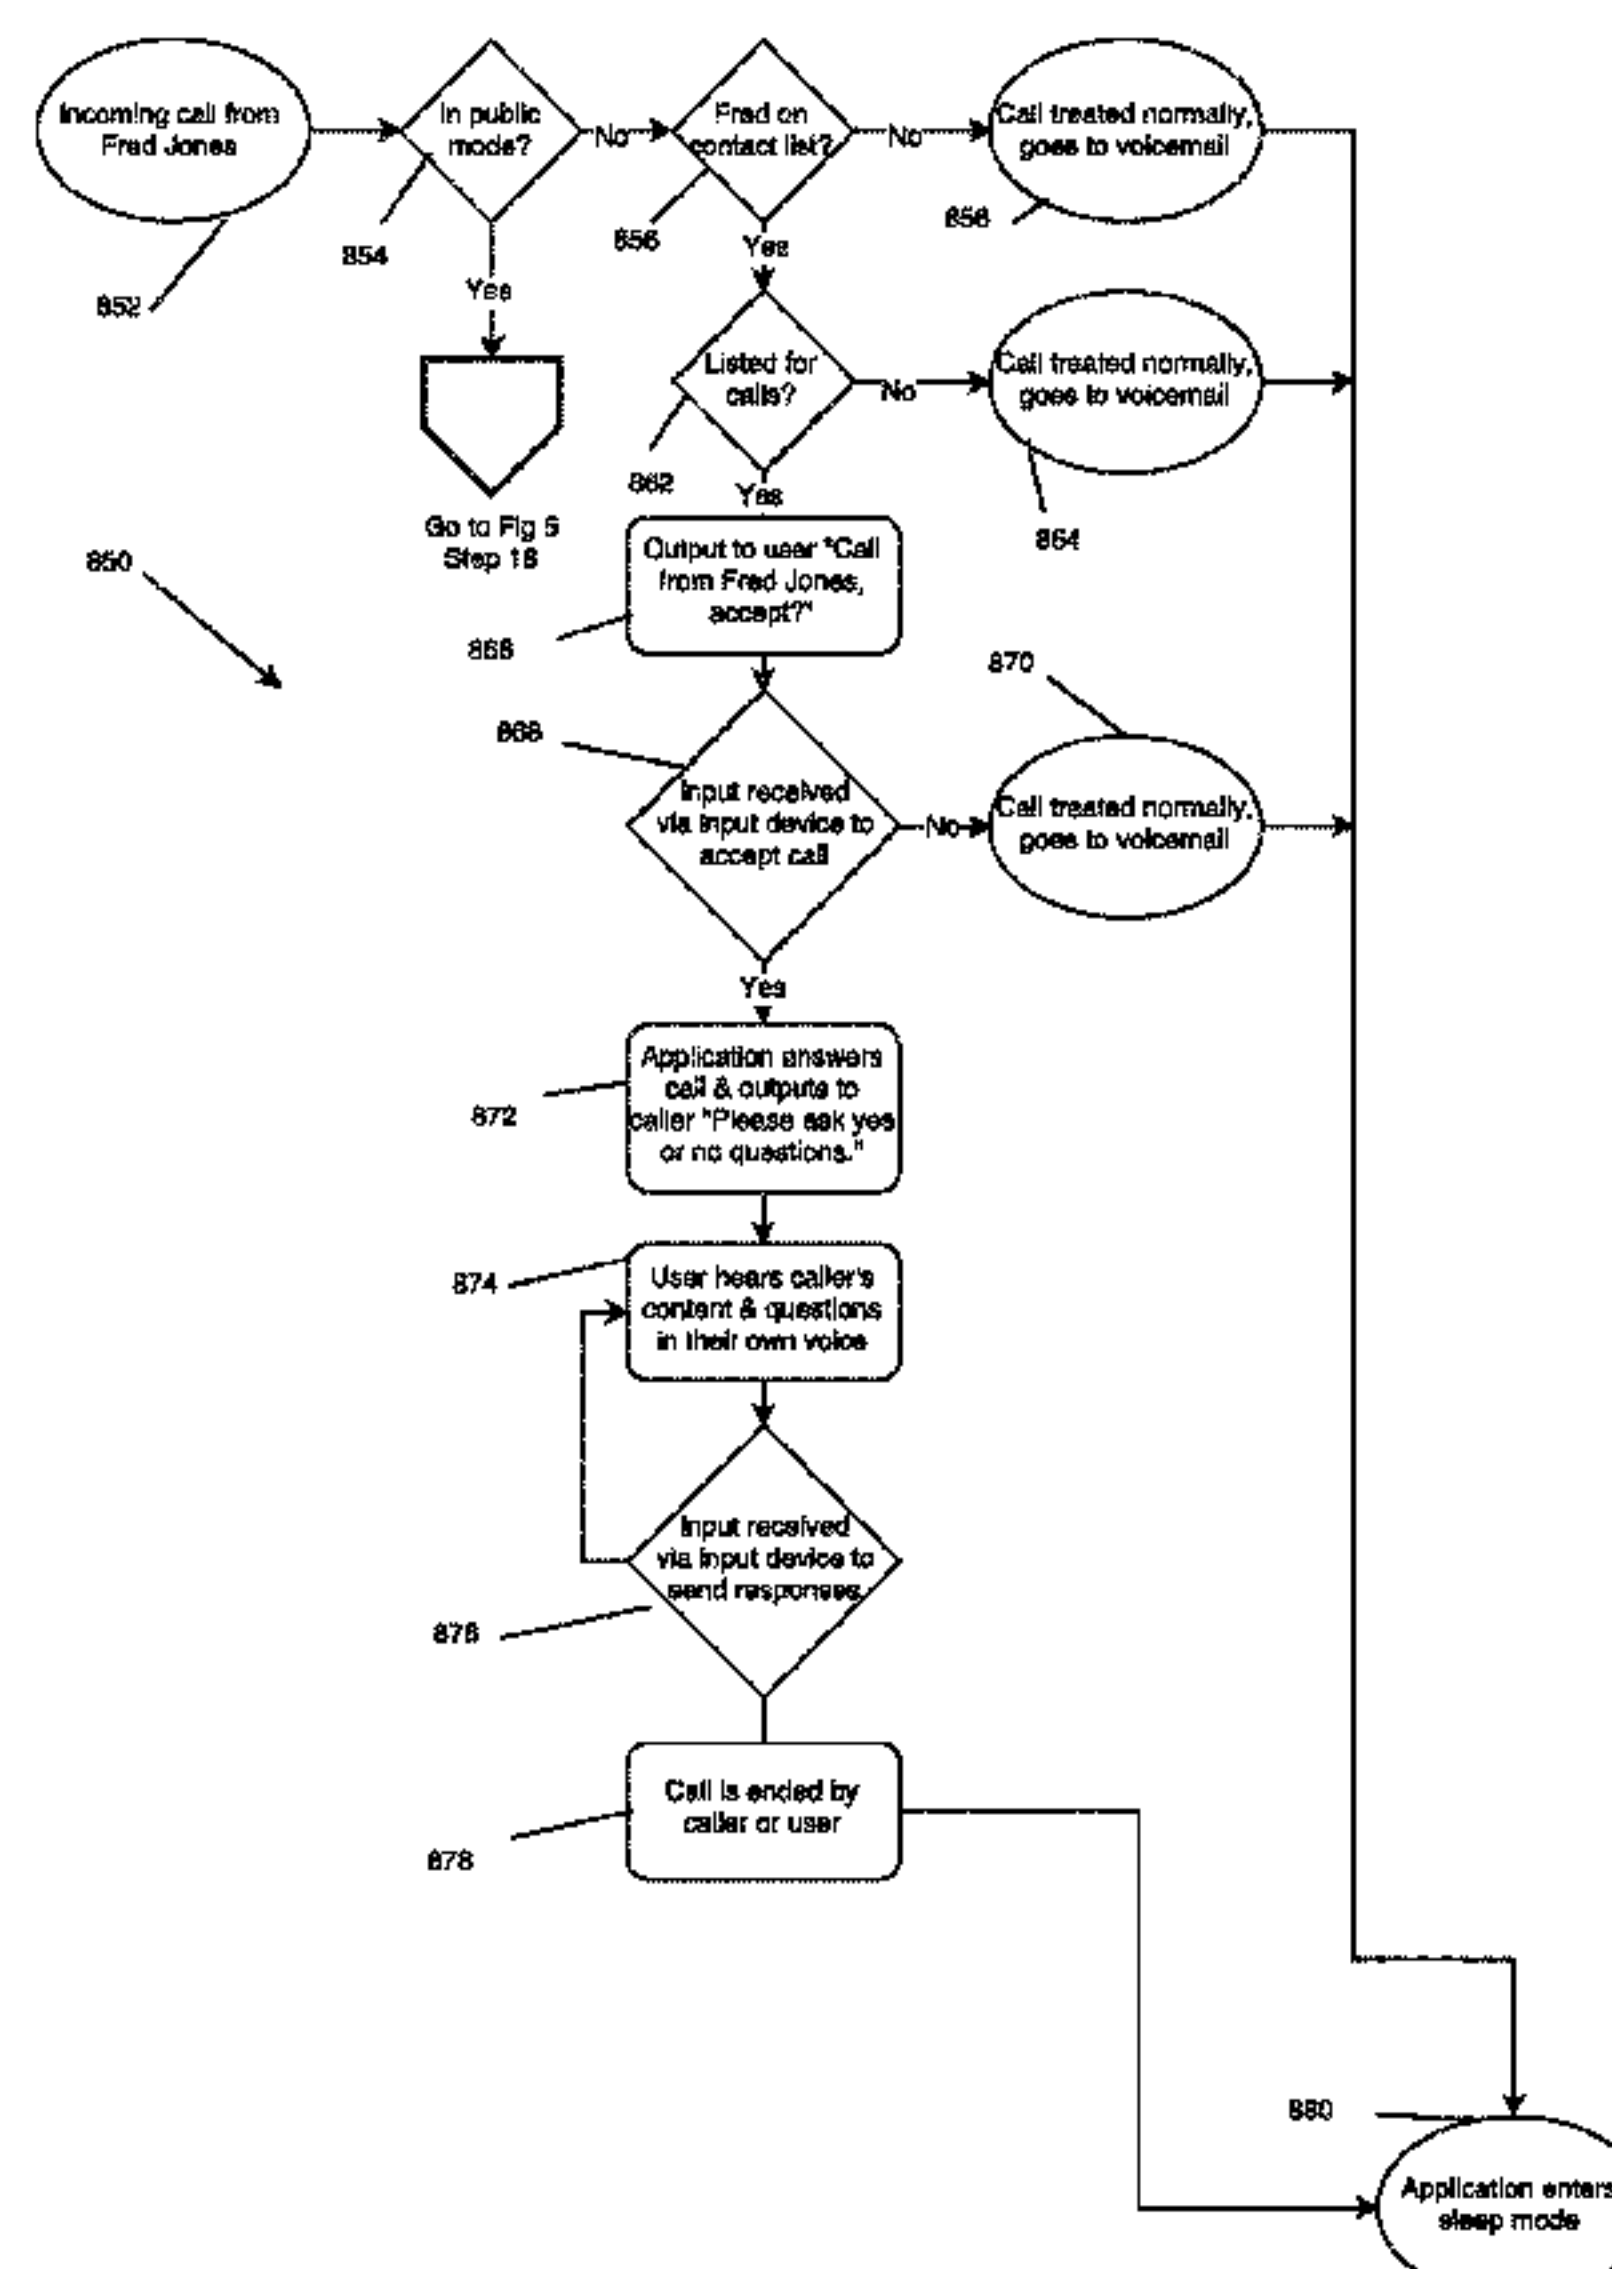 Incoming call from
Fred Jones
In public
mode?
No
Fred on
contact list?
No
Call treated normally,
goes to voicemail
852
854
Yes
856
Yes
858
Go to Fig 5
Listed for
calls?
No
Call treated normally,
goes to voicemail
862
Yes
864
850
Output to user "Call
from Fred Jones,
accept?"
866
868
870
Input received
via input device to
accept call
No
Call treated normally,
goes to voicemail
Yes
Application answers
call & outputs to
caller "Please ask yes
or no questions."
872
874
User hears caller's
content & questions
in their own voice
Input received
via input device to
send responses
876
Call is ended by
caller or user
878
880
Application enters
sleep mode